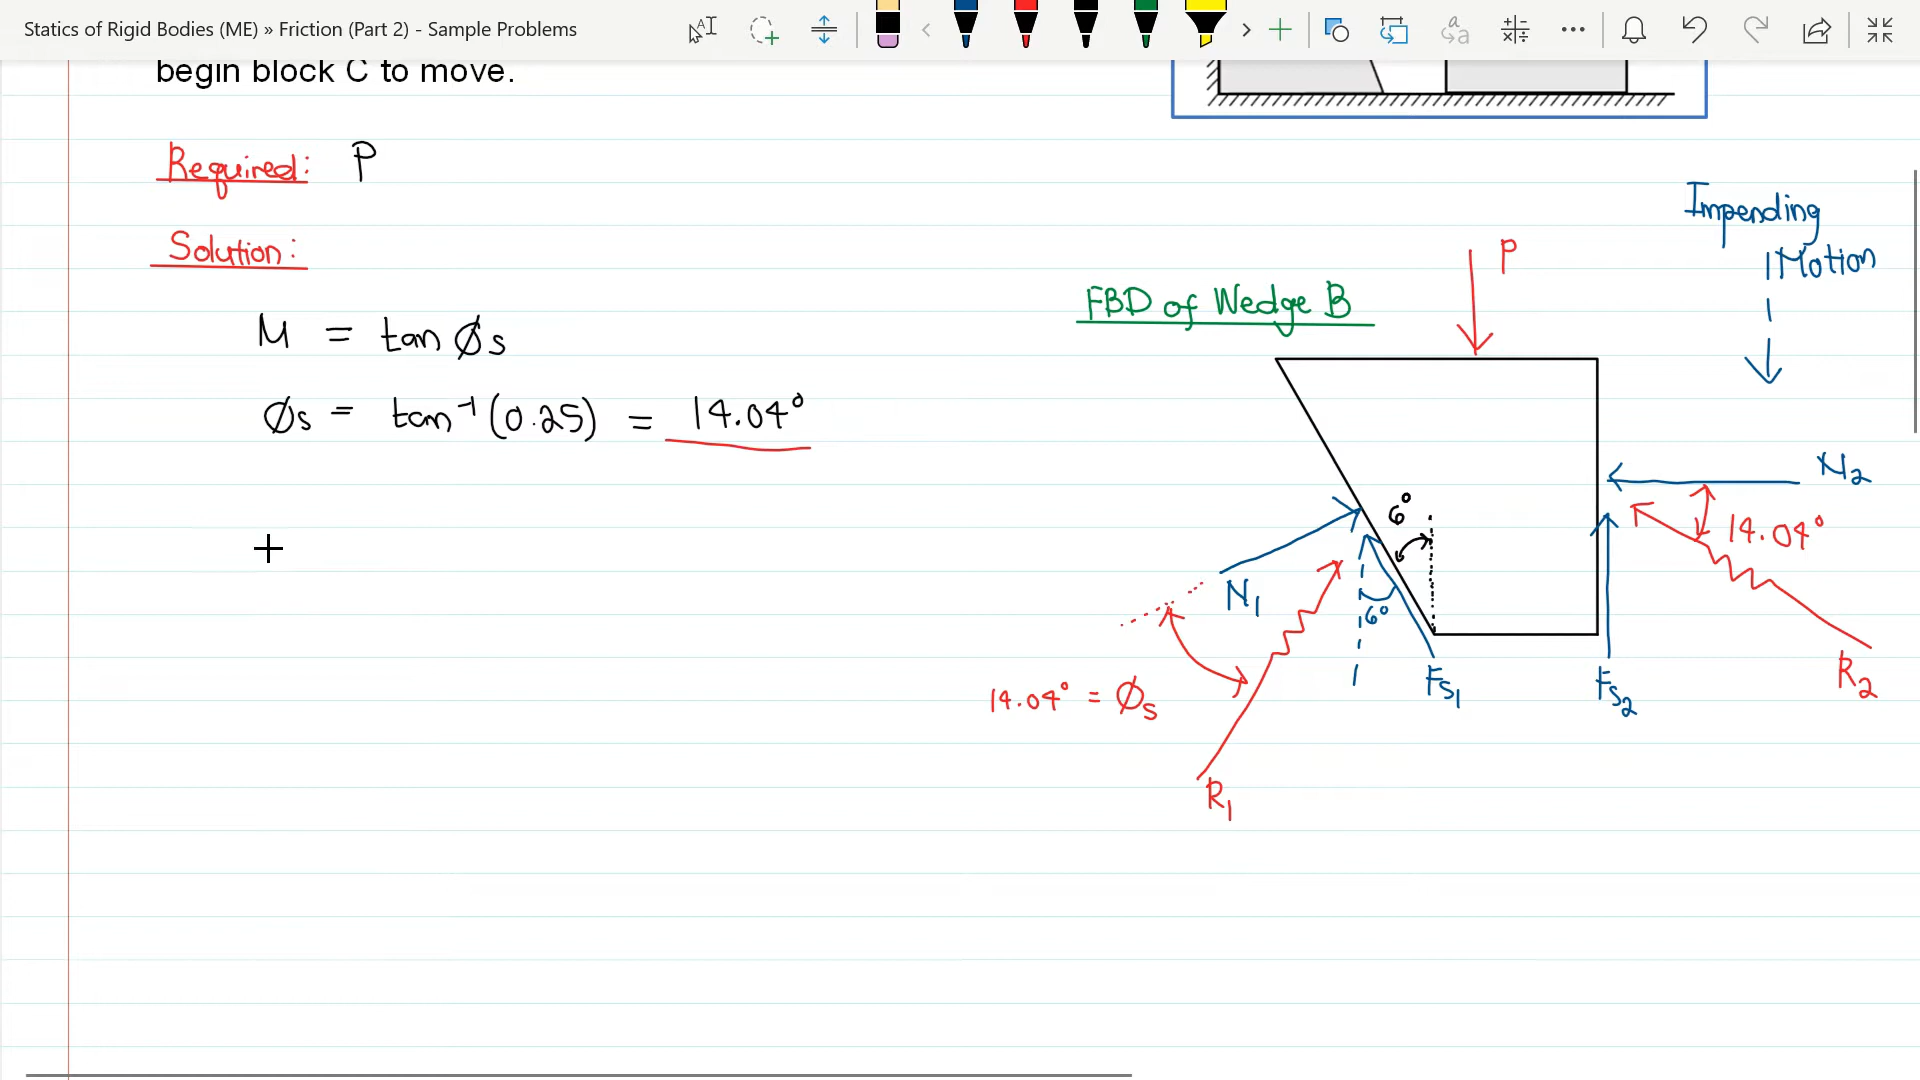 Statics of Rigid Bodies (ME) » Friction (Part 2) - Sample Problems
begin block C to move.
Required: P
Solution:
M = tan Øs
Øs = tan⁻¹(0.25) = 14.04°
Impending
Motion
P
FBD of Wedge B
N₂
6°
14.04°
N₁
6°
14.04° = Øs
Fs₁
Fs₂
R₂
R₁